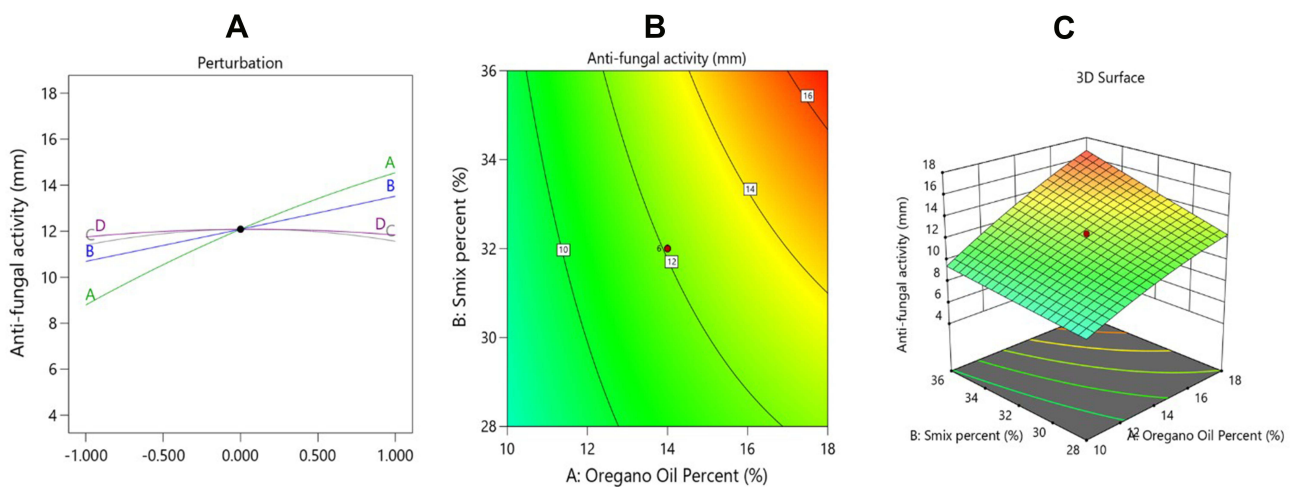 A
B
C
Perturbation
Anti-fungal activity (mm)
18
16
14
12
10
8
6
4
A
B
D
C
D
C
B
A
-1.000
-0.500
0.000
0.500
1.000
Anti-fungal activity (mm)
B: Smix percent (%)
36
34
32
30
28
16
14
10
6
12
10
12
14
16
18
A: Oregano Oil Percent (%)
3D Surface
Anti-fungal activity (mm)
18
16
14
12
10
8
6
4
36
34
32
30
28
18
16
14
12
10
B: Smix percent (%)
A: Oregano Oil Percent (%)